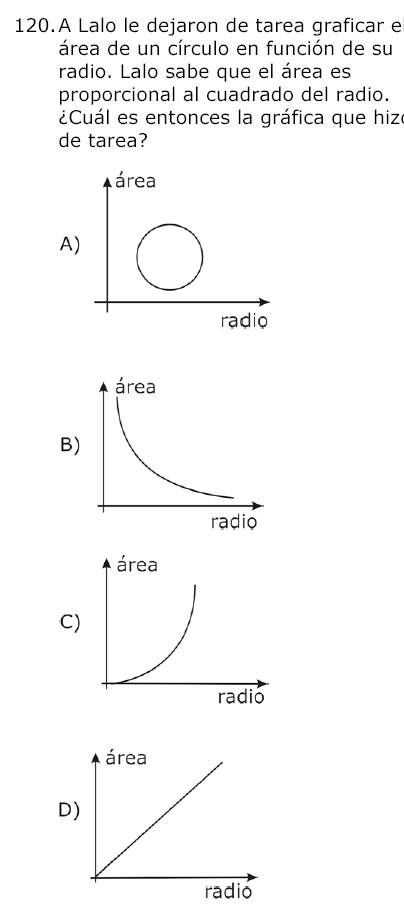 120. A Lalo le dejaron de tarea graficar el
área de un círculo en función de su
radio. Lalo sabe que el área es
proporcional al cuadrado del radio.
¿Cuál es entonces la gráfica que hizo
de tarea?
área
A)
radio
área
B)
radio
área
C)
radio
área
D)
radio